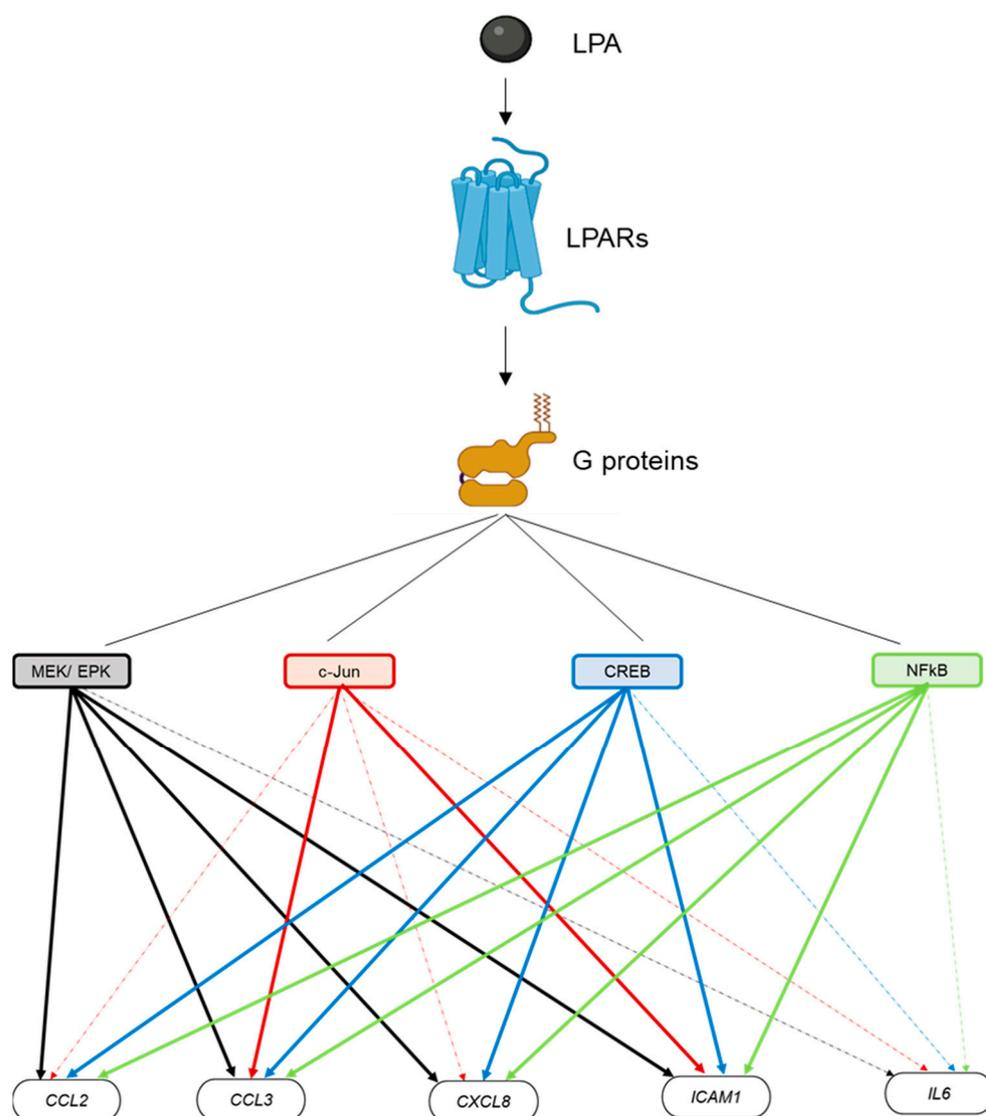 LPA
LPARs
G proteins
MEK/ EPK
c-Jun
CREB
NFkB
CCL2
CCL3
CXCL8
ICAM1
IL6